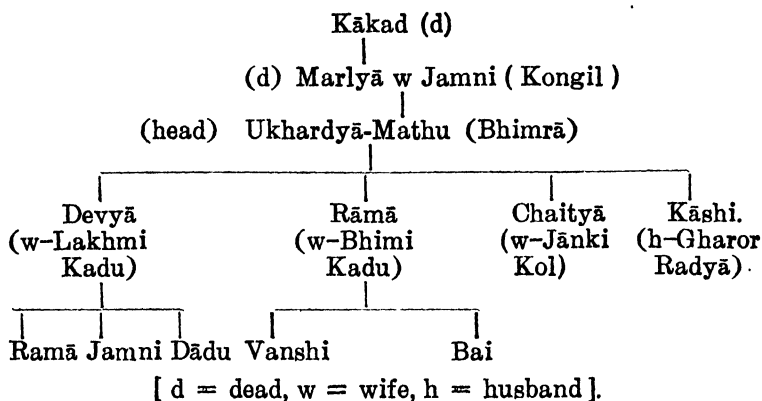 Kākad (d)
(d) Marlyā w Jamni ( Kongil )
(head) Ukhardyā-Mathu (Bhimrā)
Devyā Rāmā Chaityā Kāshi.
(w-Lakhmi (w-Bhimi (w-Jānki (h-Gharor
Kadu) Kadu) Kol) Radyā)
Ramā Jamni Dādu Vanshi Bai
[ d = dead, w = wife, h = husband ].